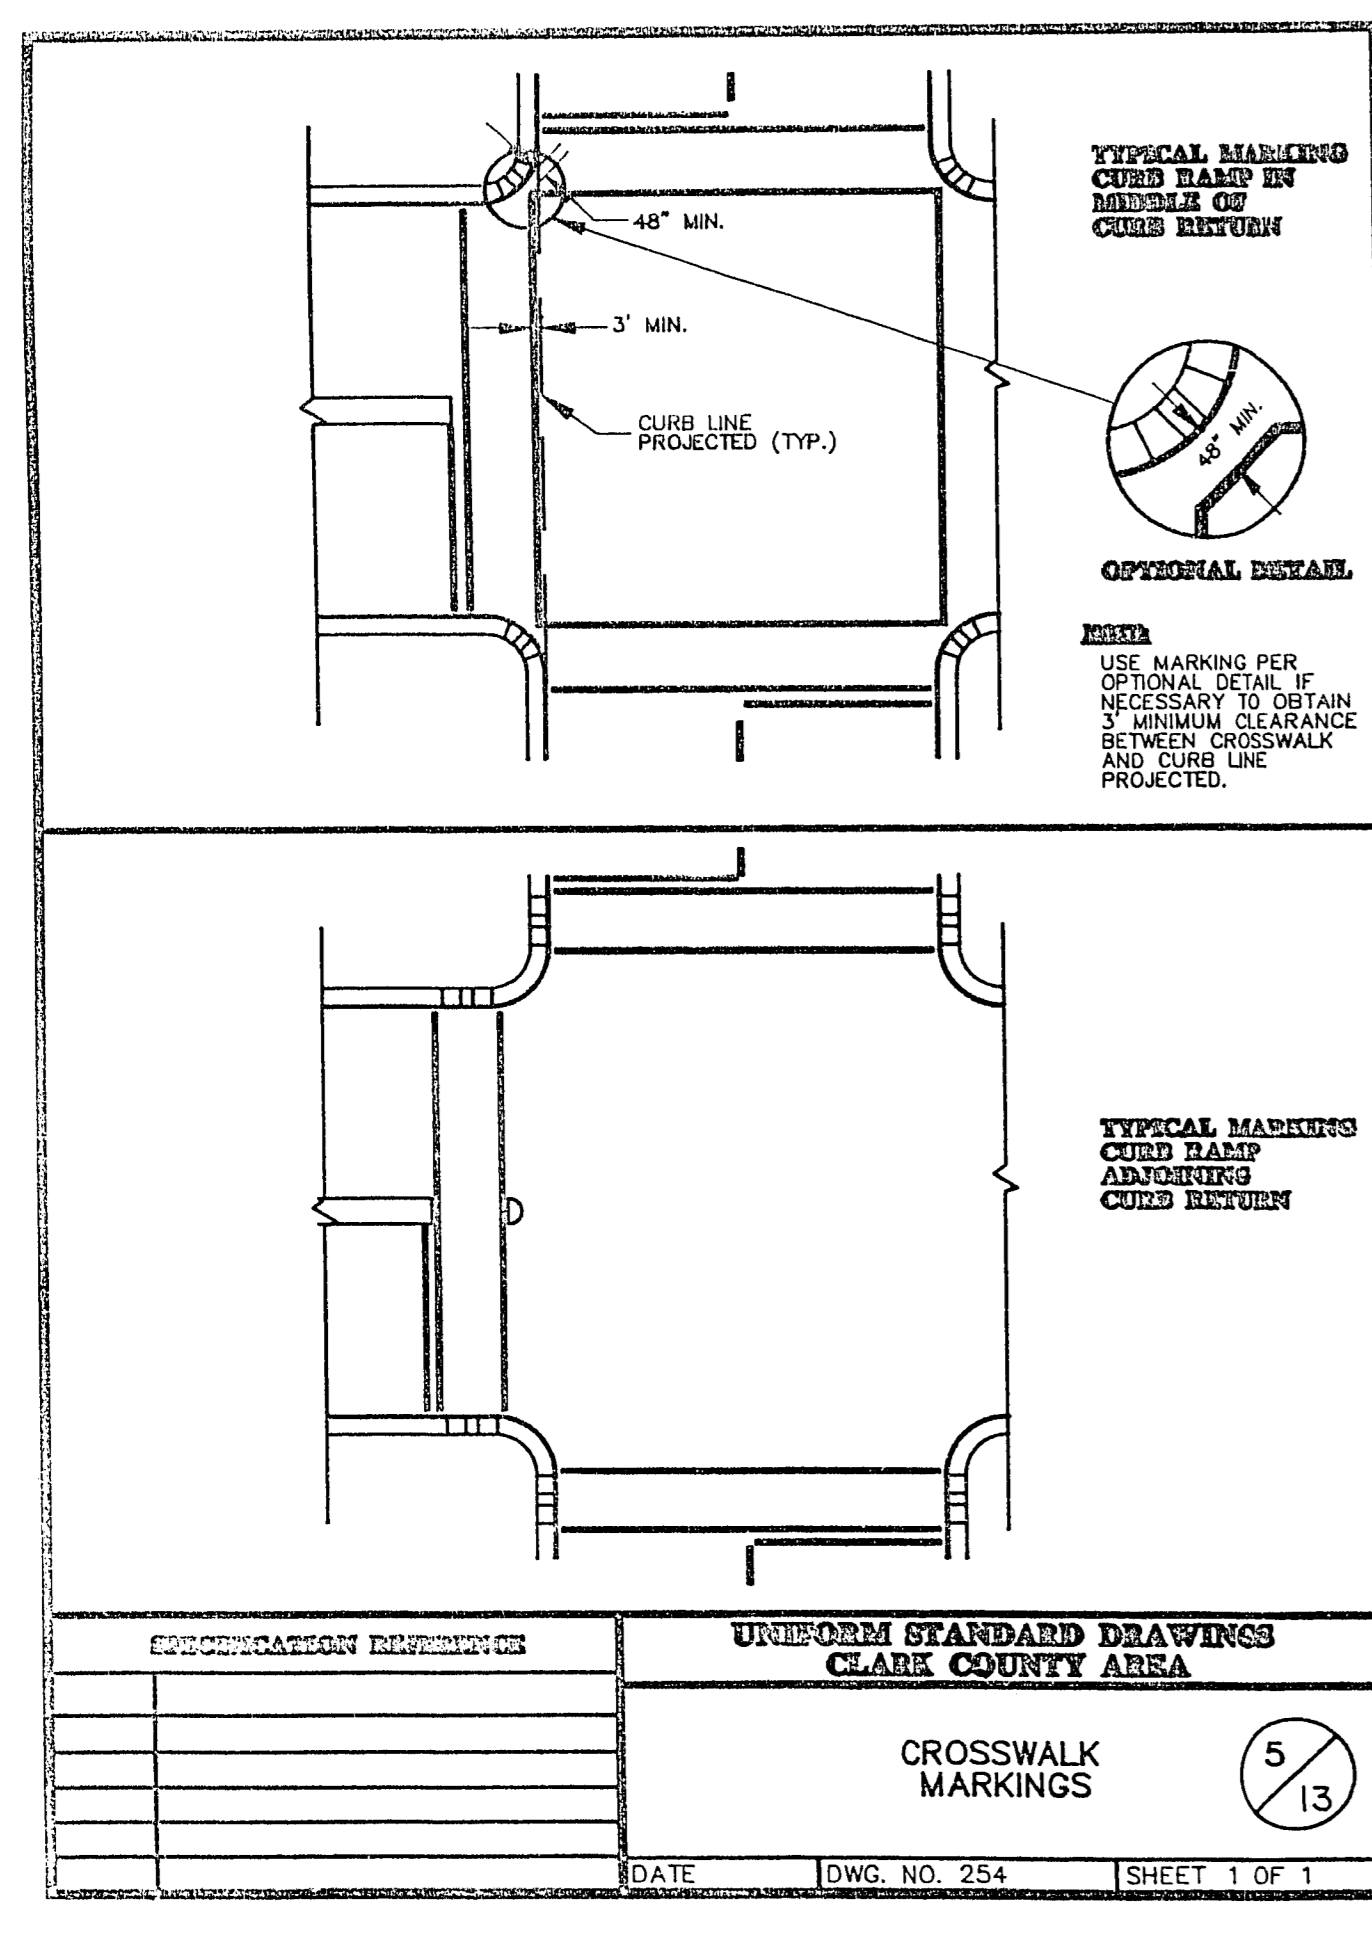 TYPICAL MARKING
CURB RAMP IN
MIDDLE OF
CURB RETURN
48" MIN.
3' MIN.
CURB LINE
PROJECTED (TYP.)
48" MIN.
OPTIONAL DETAIL
NOTE:
USE MARKING PER
OPTIONAL DETAIL IF
NECESSARY TO OBTAIN
3' MINIMUM CLEARANCE
BETWEEN CROSSWALK
AND CURB LINE
PROJECTED.
TYPICAL MARKING
CURB RAMP
ADJOINING
CURB RETURN
SPECIFICATION REFERENCE
UNIFORM STANDARD DRAWINGS
CLARK COUNTY AREA
CROSSWALK
MARKINGS
5
13
DATE
DWG. NO. 254
SHEET 1 OF 1